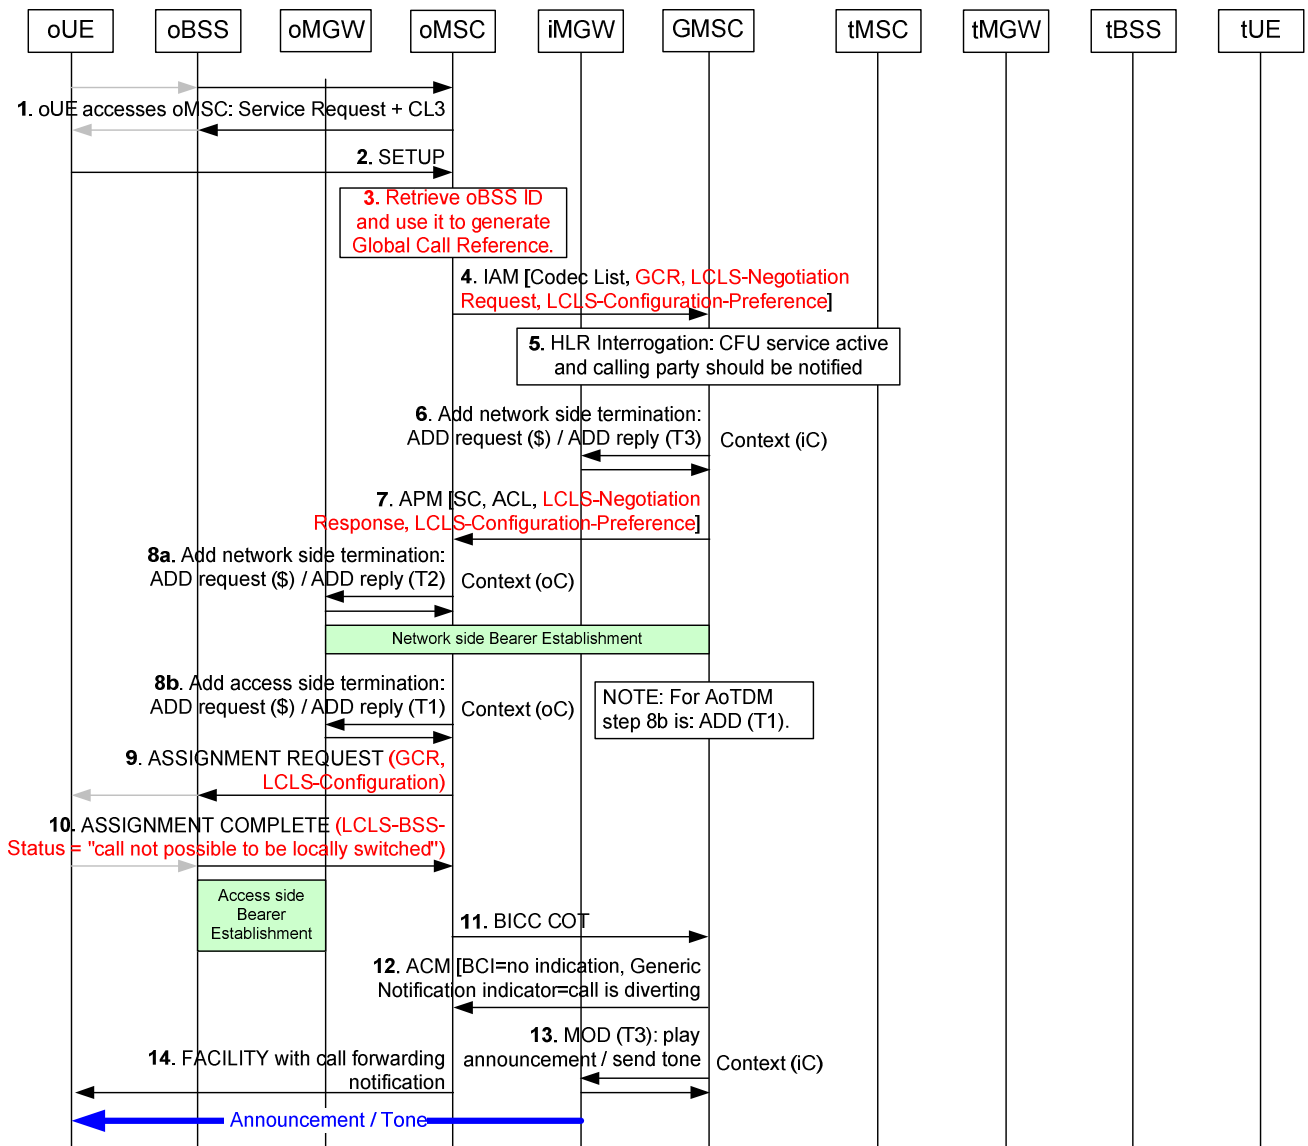 oUE oBSS oMGW oMSC iMGW GMSC tMSC tMGW tBSS tUE
1. oUE accesses oMSC: Service Request + CL3
2. SETUP
3. Retrieve oBSS ID
and use it to generate
Global Call Reference.
4. IAM [Codec List, GCR, LCLS-Negotiation
Request, LCLS-Configuration-Preference]
5. HLR Interrogation: CFU service active
and calling party should be notified
6. Add network side termination:
ADD request ($) / ADD reply (T3)
Context (iC)
7. APM [SC, ACL, LCLS-Negotiation
Response, LCLS-Configuration-Preference]
8a. Add network side termination:
ADD request ($) / ADD reply (T2)
Context (oC)
Network side Bearer Establishment
8b. Add access side termination:
ADD request ($) / ADD reply (T1)
Context (oC)
NOTE: For AoTDM
step 8b is: ADD (T1).
9. ASSIGNMENT REQUEST (GCR,
LCLS-Configuration)
10. ASSIGNMENT COMPLETE (LCLS-BSS-
Status = "call not possible to be locally switched")
Access side
Bearer
Establishment
11. BICC COT
12. ACM [BCI=no indication, Generic
Notification indicator=call is diverting
13. MOD (T3): play
announcement / send tone
Context (iC)
14. FACILITY with call forwarding
notification
Announcement / Tone